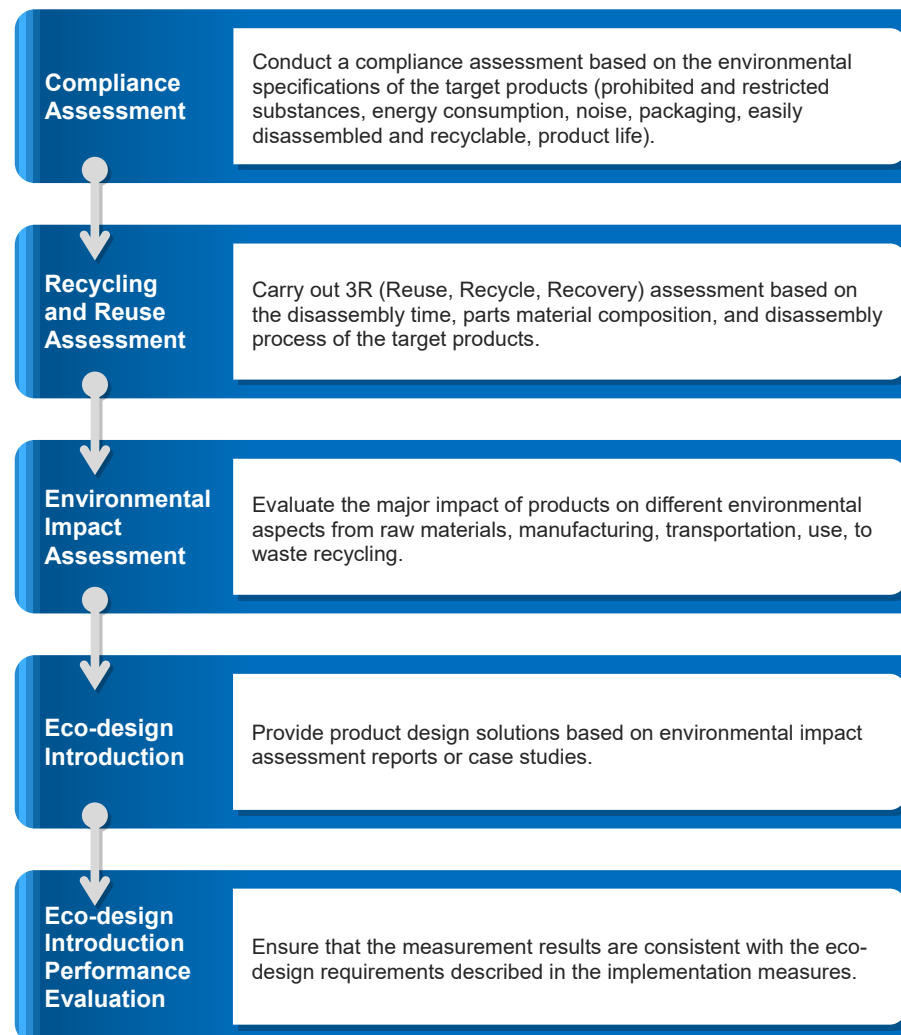 Compliance
Assessment
Conduct a compliance assessment based on the environmental
specifications of the target products (prohibited and restricted
substances, energy consumption, noise, packaging, easily
disassembled and recyclable, product life).
Recycling
and Reuse
Assessment
Carry out 3R (Reuse, Recycle, Recovery) assessment based on
the disassembly time, parts material composition, and disassembly
process of the target products.
Environmental
Impact
Assessment
Evaluate the major impact of products on different environmental
aspects from raw materials, manufacturing, transportation, use, to
waste recycling.
Eco-design
Introduction
Provide product design solutions based on environmental impact
assessment reports or case studies.
Eco-design
Introduction
Performance
Evaluation
Ensure that the measurement results are consistent with the eco-
design requirements described in the implementation measures.